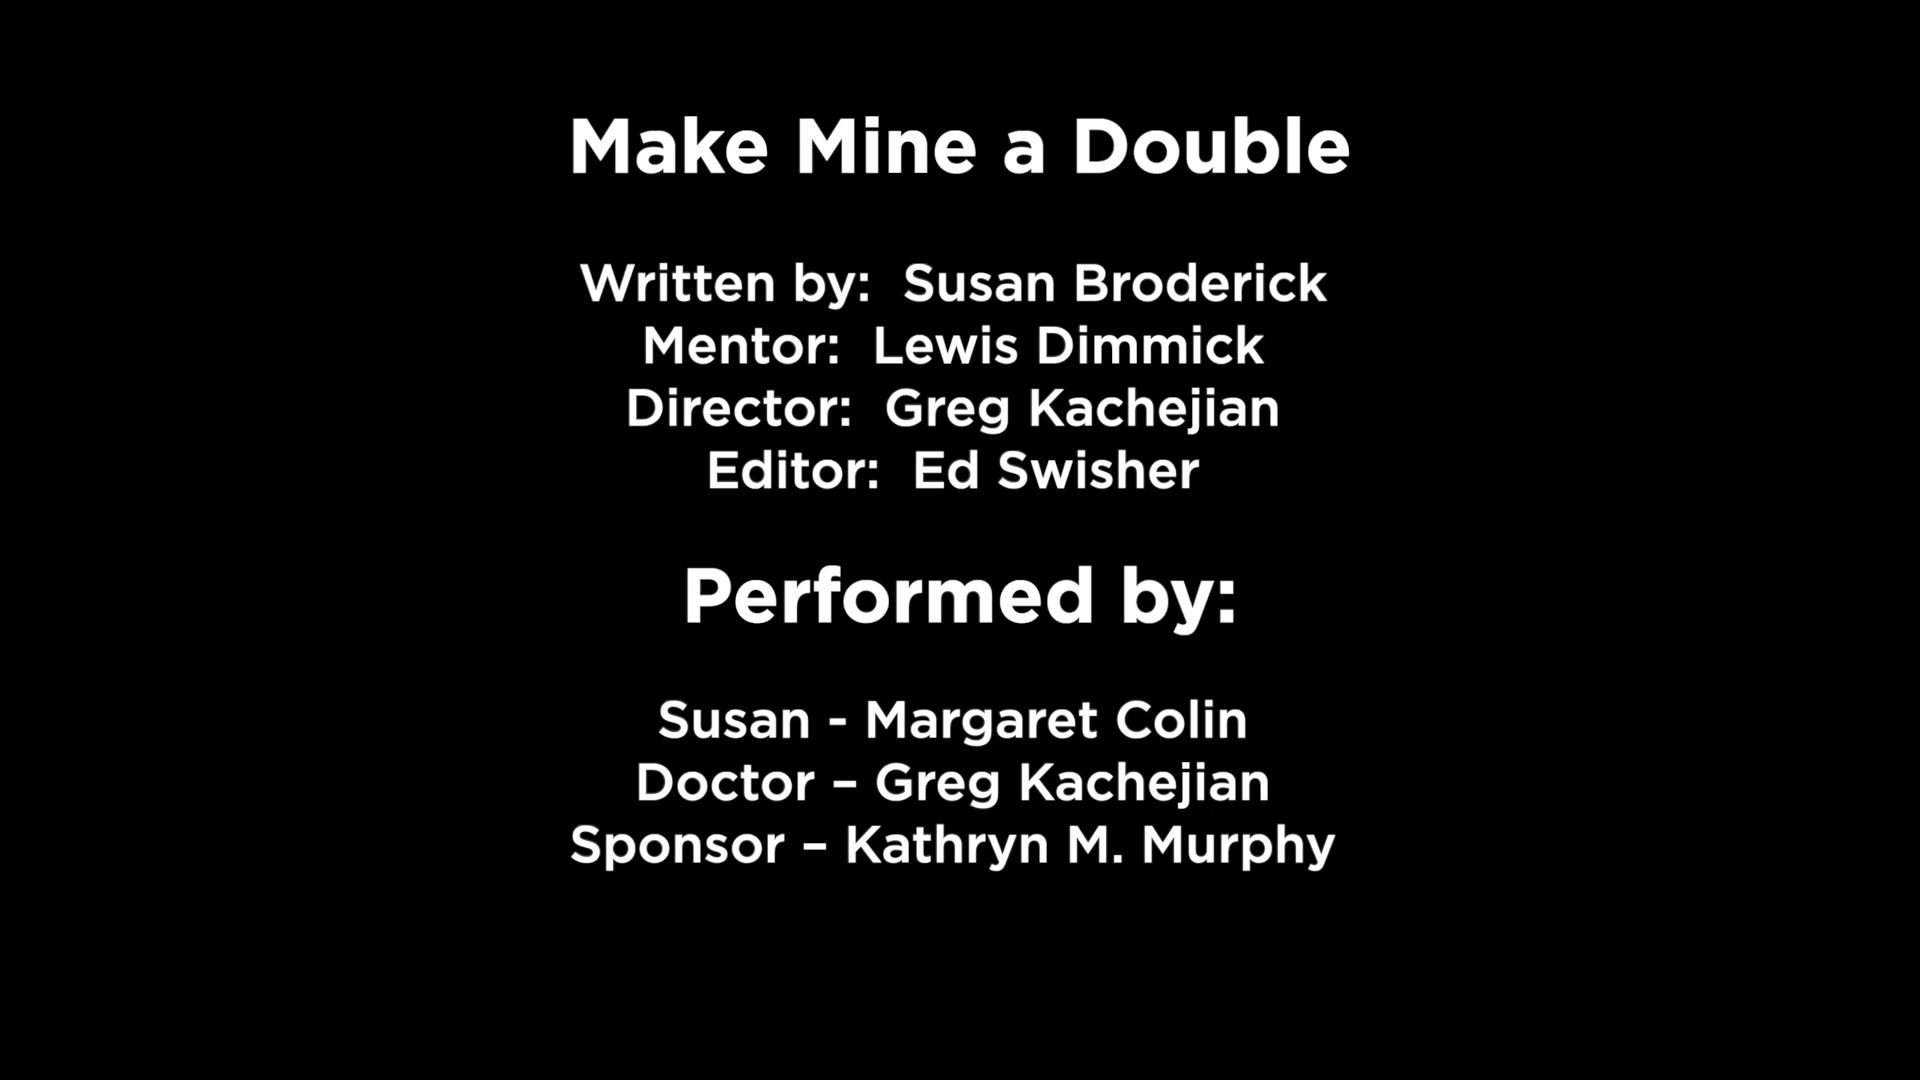 Make Mine a Double
Written by:  Susan Broderick
Mentor:  Lewis Dimmick
Director:  Greg Kachejian
Editor:  Ed Swisher
Performed by:
Susan - Margaret Colin
Doctor – Greg Kachejian
Sponsor – Kathryn M. Murphy